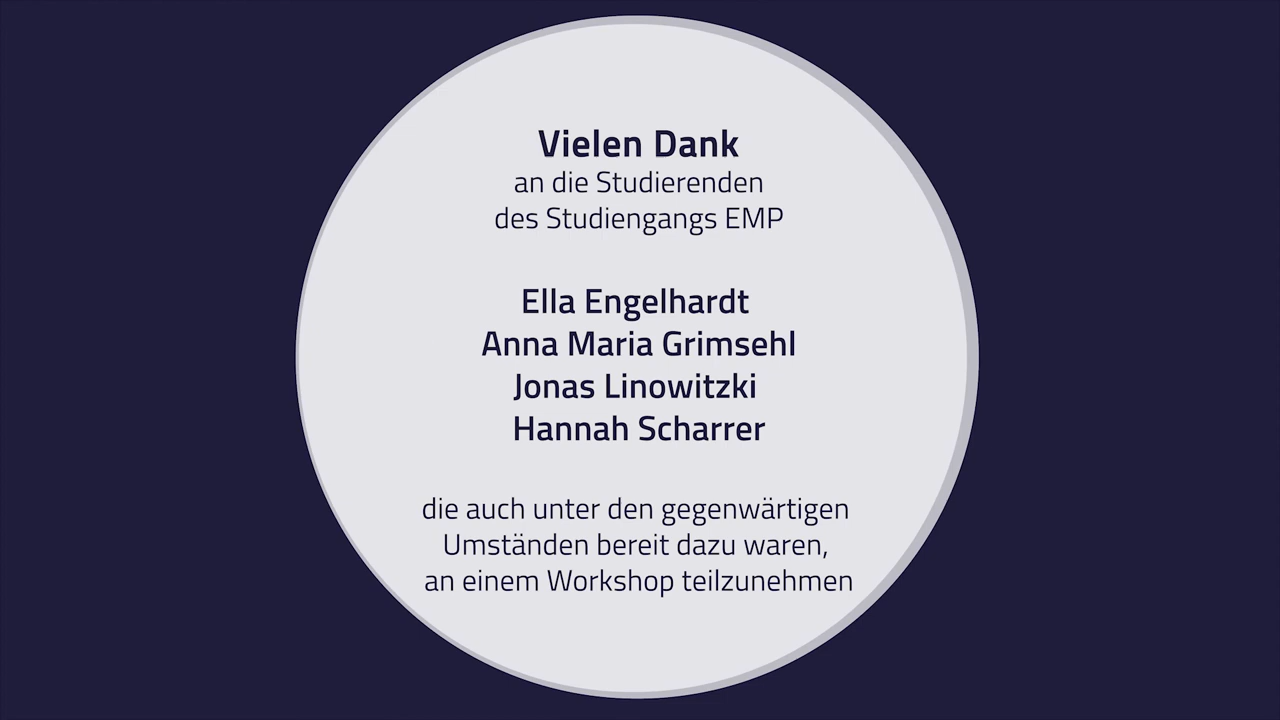 Vielen Dank
an die Studierenden
des Studiengangs EMP
Ella Engelhardt
Anna Maria Grimsehl
Jonas Linowitzki
Hannah Scharrer
die auch unter den gegenwärtigen
Umständen bereit dazu waren,
an einem Workshop teilzunehmen